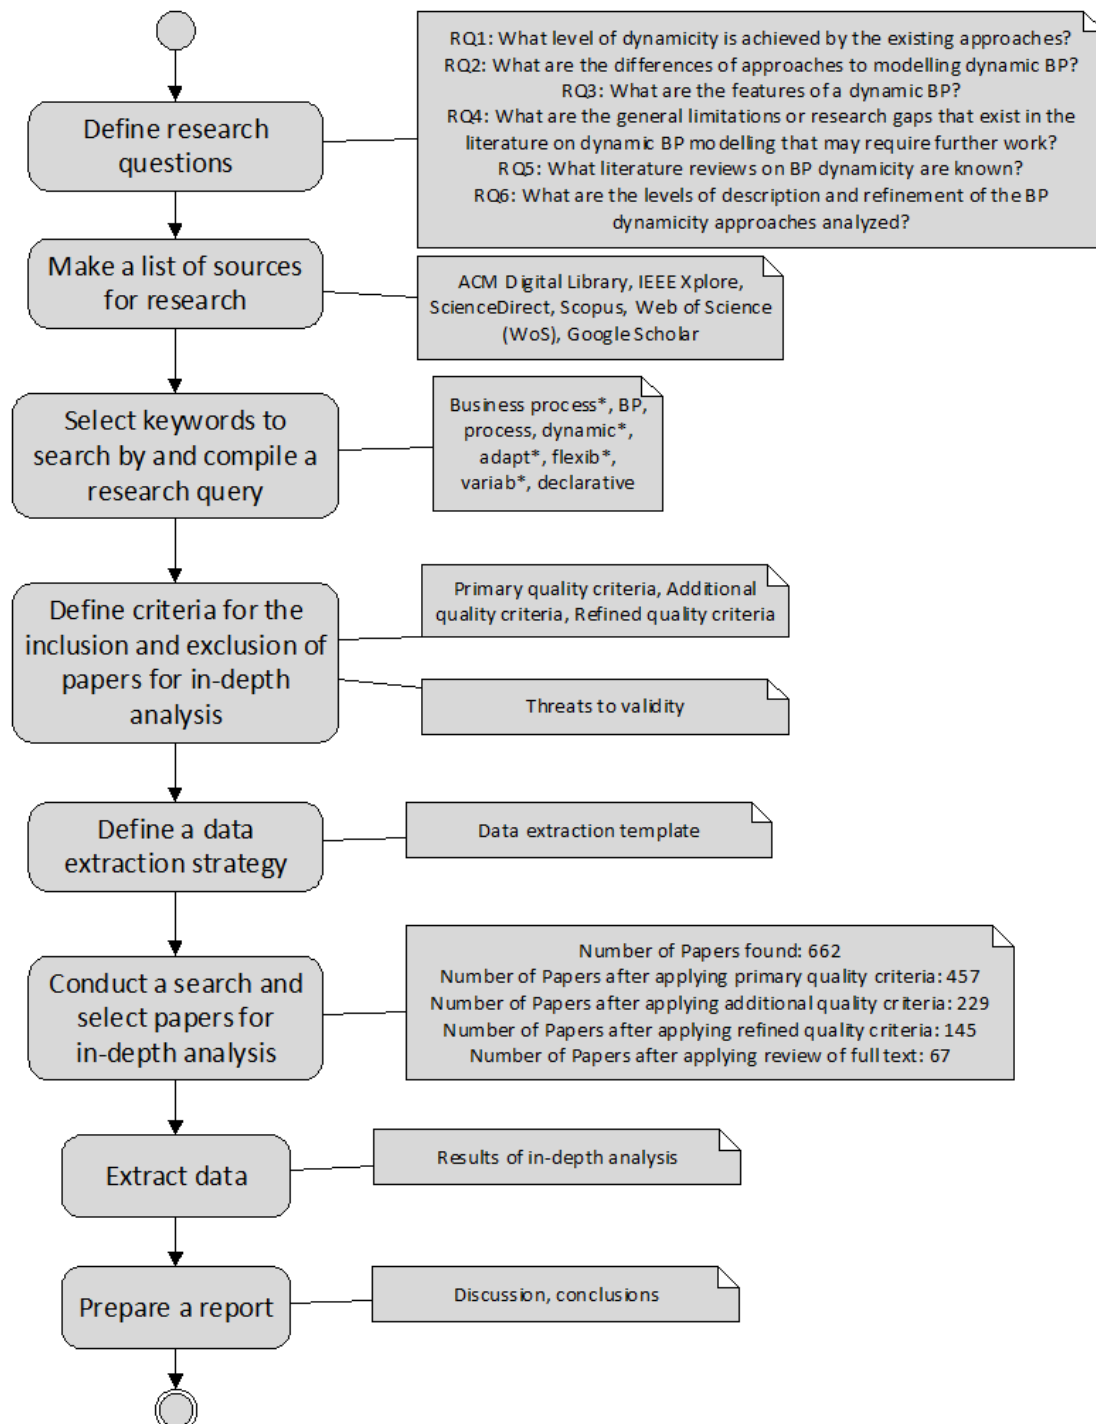 RQ1: What level of dynamicity is achieved by the existing approaches?
RQ2: What are the differences of approaches to modelling dynamic BP?
RQ3: What are the features of a dynamic BP?
RQ4: What are the general limitations or research gaps that exist in the
literature on dynamic BP modelling that may require further work?
RQ5: What literature reviews on BP dynamicity are known?
RQ6: What are the levels of description and refinement of the BP
dynamicity approaches analyzed?
Define research
questions
Make a list of sources
for research
ACM Digital Library, IEEE Xplore,
ScienceDirect, Scopus, Web of Science
(WoS), Google Scholar
Select keywords to
search by and compile a
research query
Business process*, BP,
process, dynamic*,
adapt*, flexib*,
variab*, declarative
Define criteria for the
inclusion and exclusion of
papers for in-depth
analysis
Primary quality criteria, Additional
quality criteria, Refined quality criteria
Threats to validity
Define a data
extraction strategy
Data extraction template
Conduct a search and
select papers for
in-depth analysis
Number of Papers found: 662
Number of Papers after applying primary quality criteria: 457
Number of Papers after applying additional quality criteria: 229
Number of Papers after applying refined quality criteria: 145
Number of Papers after applying review of full text: 67
Extract data
Results of in-depth analysis
Prepare a report
Discussion, conclusions